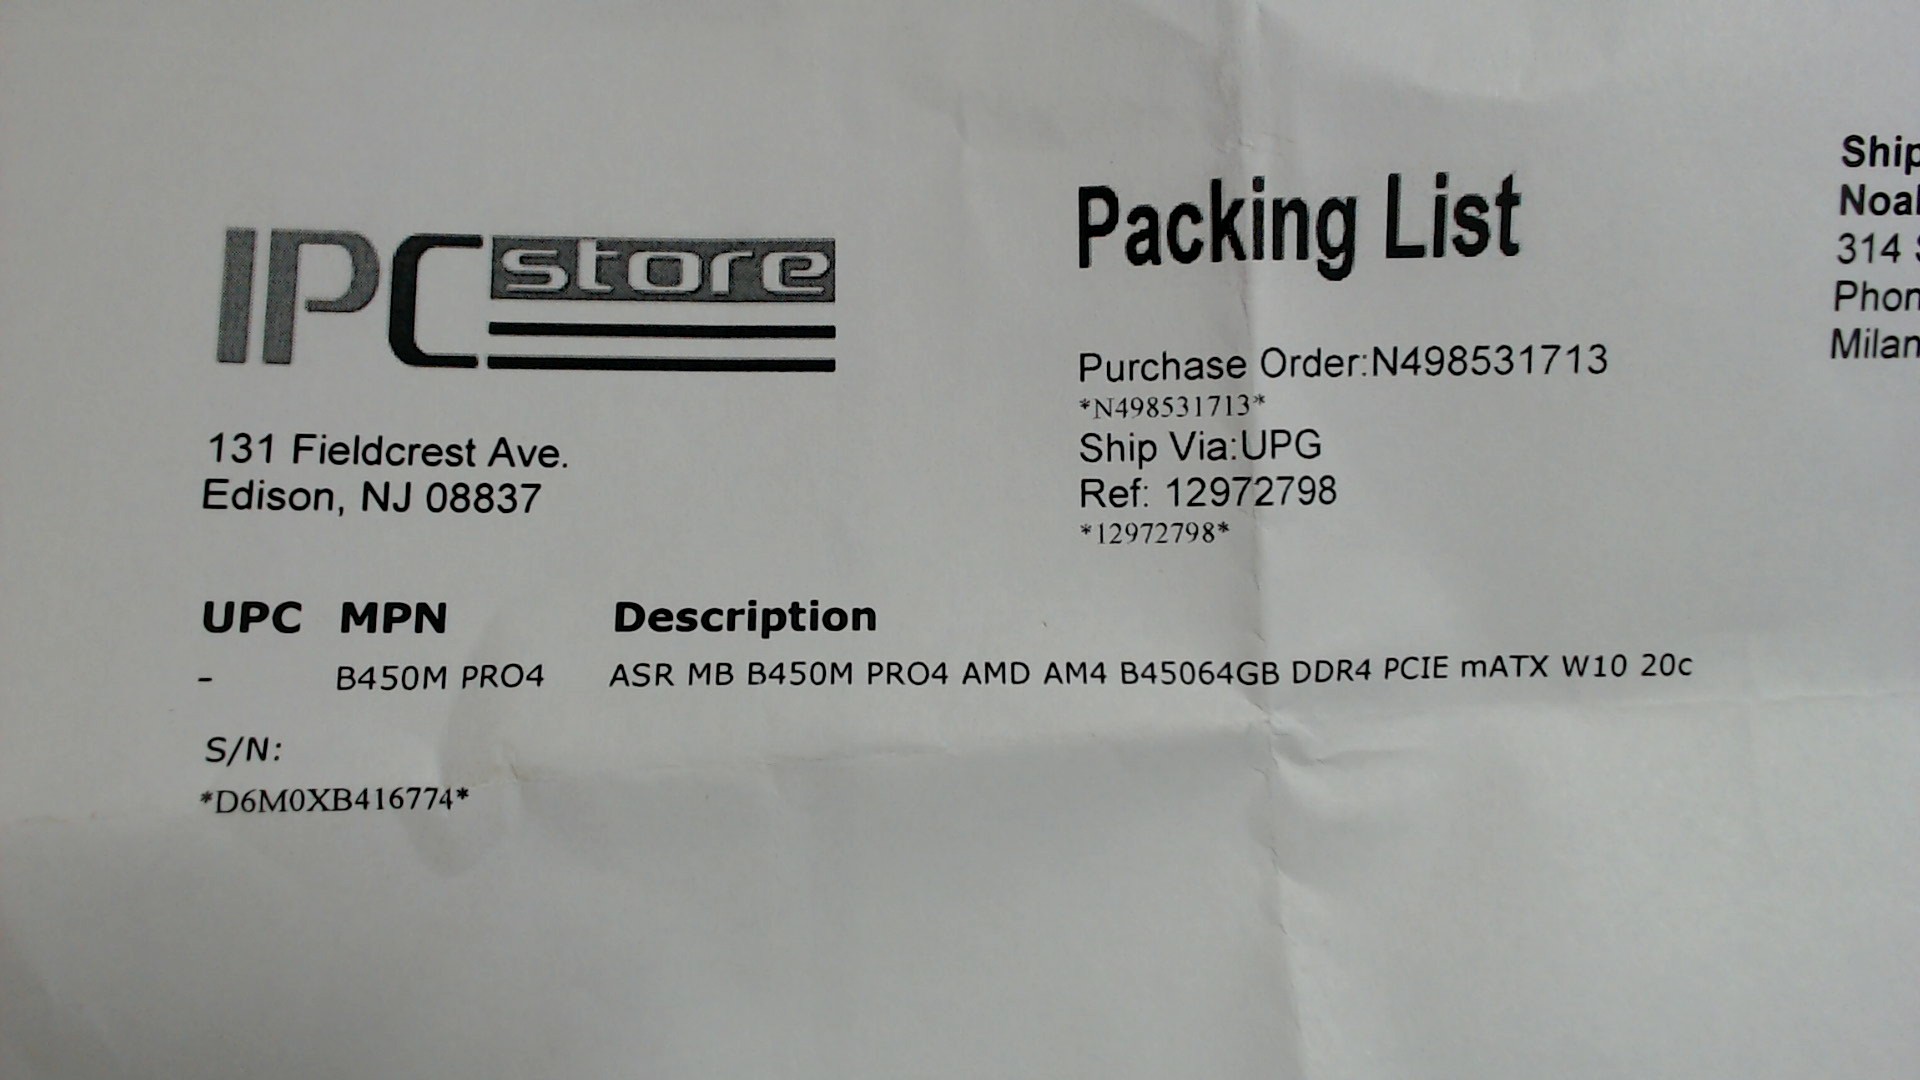 IPC store
131 Fieldcrest Ave.
Edison, NJ 08837
Packing List
Purchase Order:N498531713
*N498531713*
Ship Via:UPG
Ref: 12972798
*12972798*
Ship
314
UPC MPN Description
- B450M PRO4 ASR MB B450M PRO4 AMD AM4 B45064GB DDR4 PCIE mATX W10 20c
S/N:
*D6M0XB416774*